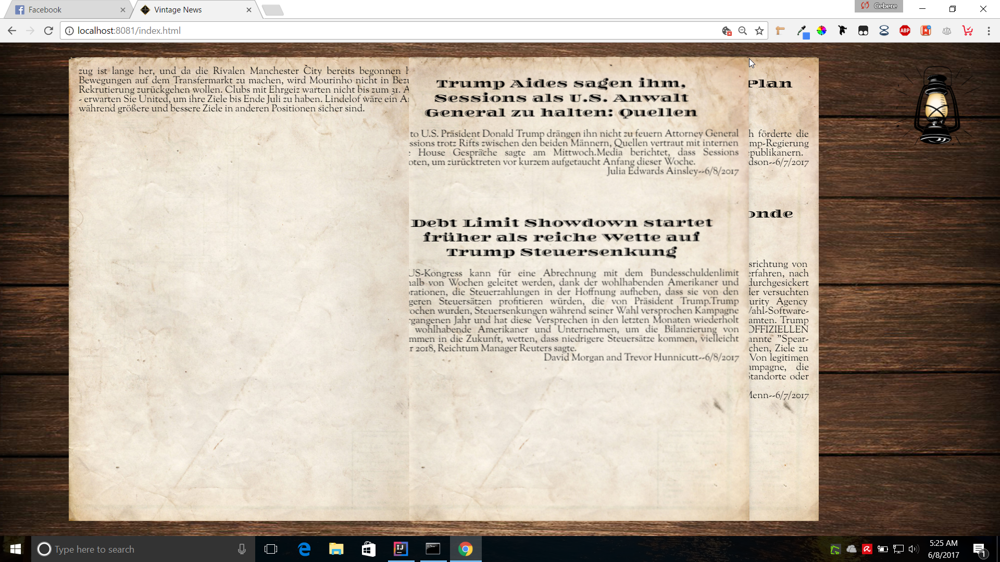 Facebook
Vintage News
Cebere
localhost:8081/index.html
ABP
zug ist lange her, und da die Rivalen Manchester City bereits begonnen
Bewegungen auf dem Transfermarkt zu machen, wird Mourinho nicht in
Rekrutierung zurückgehen wollen. Clubs mit Ehrgeiz warten nicht bis zum 31.
- erwarten Sie United, um ihre Ziele bis Ende Juli zu haben. Lindelof wäre ein
während größere und bessere Ziele in anderen Positionen sicher sind.
Trump Aides sagen ihm,
Sessions als U.S. Anwalt
General zu halten: Quellen
to U.S. Präsident Donald Trump drängen ihn nicht zu feuern Attorney General
ssions trotz Rifts zwischen den beiden Männern, Quellen vertraut mit internen
House Gespräche sagte am Mittwoch.Media berichtet, dass Sessions
oten, um zurücktreten vor kurzem aufgetaucht Anfang dieser Woche.
Julia Edwards Ainsley--6/8/2017
Debt Limit Showdown startet
früher als reiche Wette auf
Trump Steuersenkung
US-Kongress kann für eine Abrechnung mit dem Bundesschuldenlimit
halb von Wochen geleitet werden, dank der wohlhabenden Amerikaner und
rationen, die Steuerzahlungen in der Hoffnung aufheben, dass sie von den
geren Steuersätzen profitieren würden, die von Präsident Trump.Trump
ochen wurden, Steuersenkungen während seiner Wahl versprochen Kampagne
rgangenen Jahr und hat diese Versprechen in den letzten Monaten wiederholt
wohlhabende Amerikaner und Unternehmen, um die Bilanzierung von
mmen in die Zukunft, wetten, dass niedrigere Steuersätze kommen, vielleicht
r 2018, Reichtum Manager Reuters sagte.
David Morgan and Trevor Hunnicutt--6/8/2017
Plan
h förderte die
mp-Regierung
publikanern.
dson--6/7/2017
onde
srichtung von
erfahren, nach
durchgesickert
der versuchten
urity Agency
Wahl-Software-
amten. Trump
OFFIZIELLEN
annte "Spear-
chen, Ziele zu
Von legitimen
ampagne, die
Standorte oder
Menn--6/7/2017
Type here to search
IJ
5:25 AM
6/8/2017
1